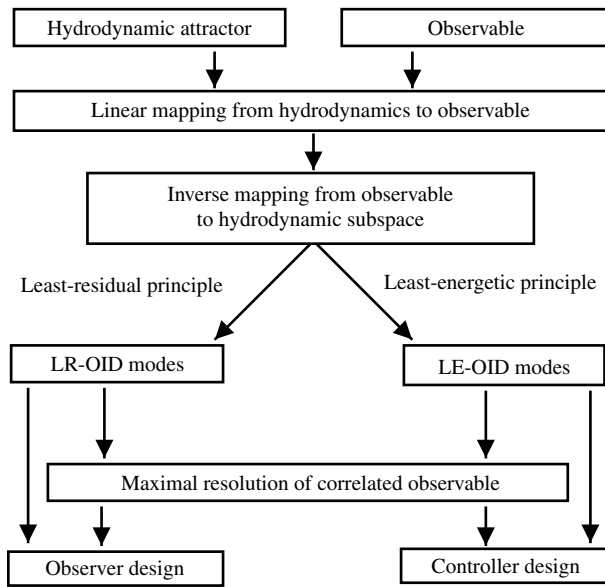 Hydrodynamic attractor
Observable
Linear mapping from hydrodynamics to observable
Inverse mapping from observable
to hydrodynamic subspace
Least-residual principle
Least-energetic principle
LR-OID modes
LE-OID modes
Maximal resolution of correlated observable
Observer design
Controller design